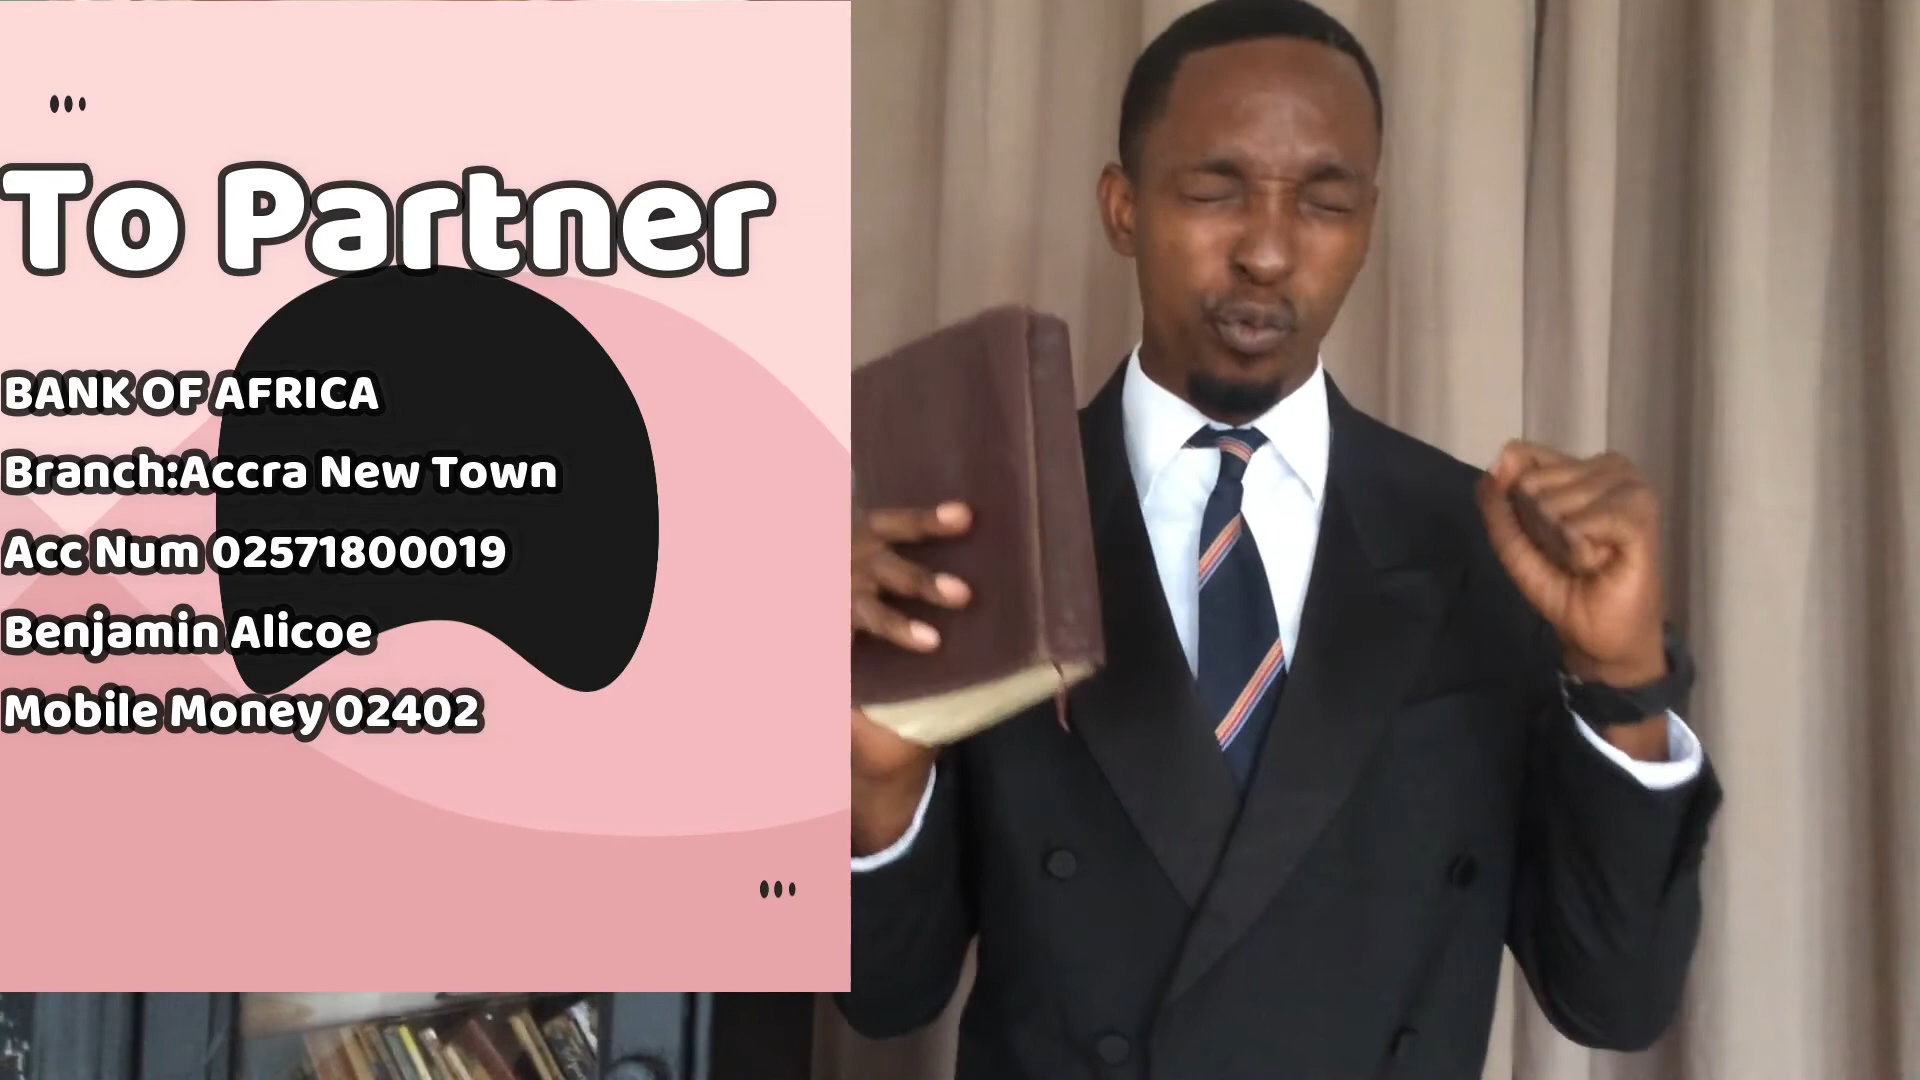 To Partner
BANK OF AFRICA
Branch:Accra New Town
Acc Num 02571800019
Benjamin Alicoe
Mobile Money 02402